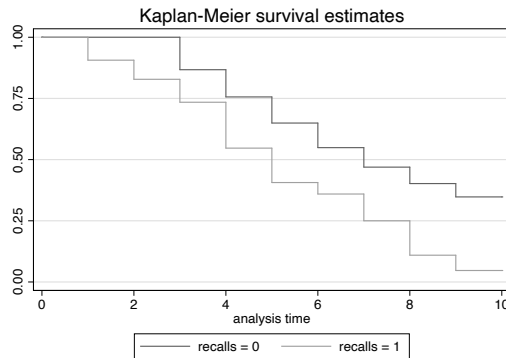 Kaplan-Meier survival estimates
1.00
0.75
0.50
0.25
0.00
0 2 4 6 8 10
analysis time
recalls = 0 recalls = 1